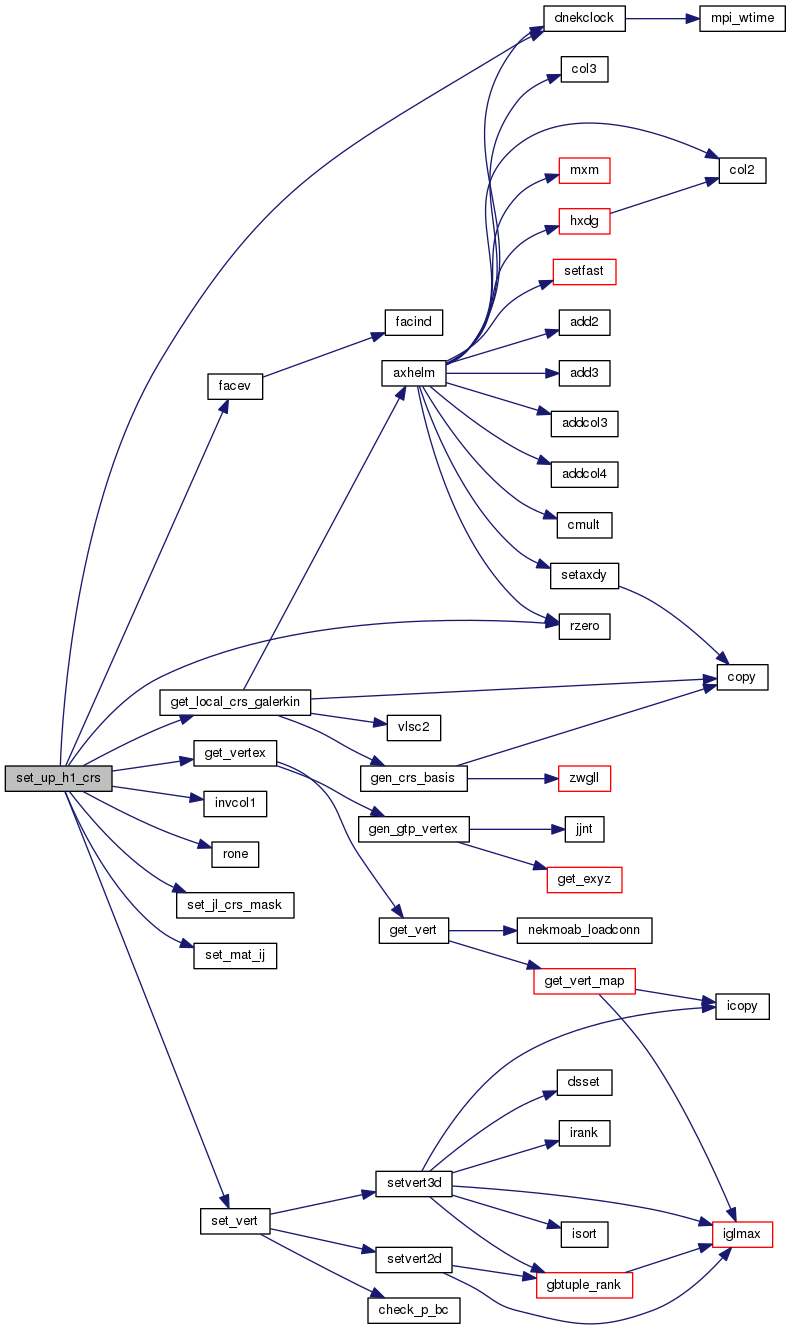 dnekclock
mpi_wtime
col3
col2
mxm
hxdg
setfast
facind
add2
axhelm
add3
facev
addcol3
addcol4
cmult
setaxdy
rzero
copy
get_local_crs_galerkin
vlsc2
get_vertex
set_up_h1_crs
gen_crs_basis
zwgll
invcol1
gen_gtp_vertex
jjnt
rone
get_exyz
set_jl_crs_mask
get_vert
nekmoab_loadconn
set_mat_ij
get_vert_map
icopy
dsset
irank
setvert3d
set_vert
isort
iglmax
setvert2d
gbtuple_rank
check_p_bc